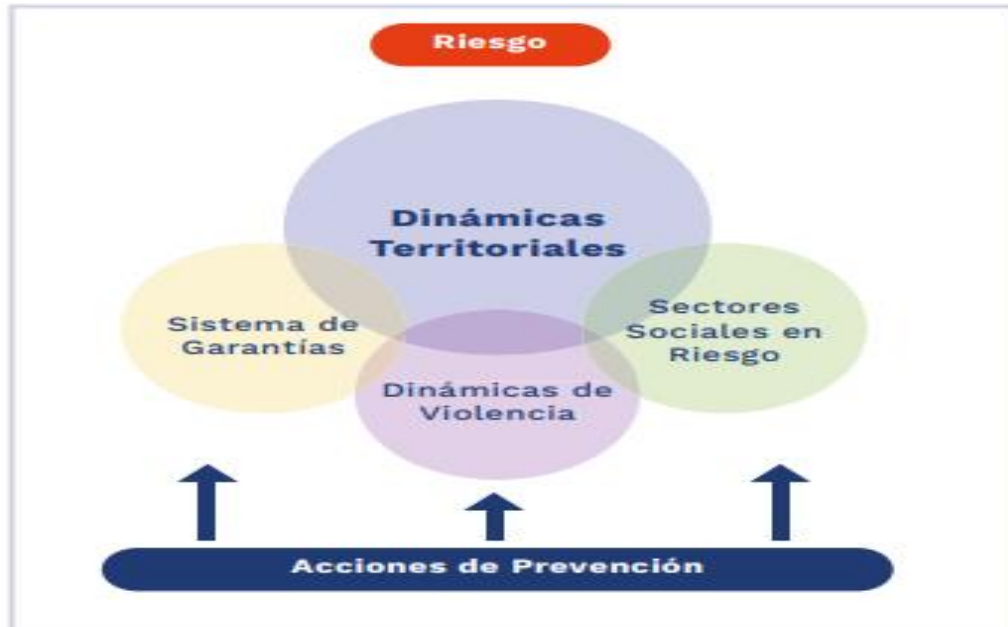 Riesgo
Dinámicas
Territoriales
Sistema de
Garantías
Sectores
Sociales en
Riesgo
Dinámicas de
Violencia
Acciones de Prevención